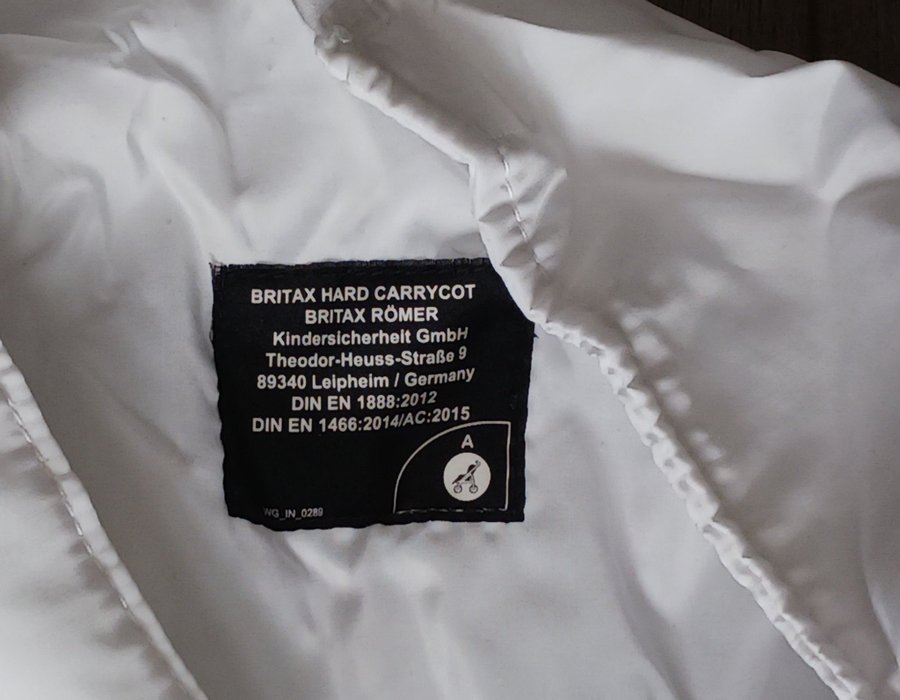 BRITAX HARD CARRYCOT
BRITAX RÖMER
Kindersicherheit GmbH
Theodor-Heuss-Straße 9
89340 Leipheim / Germany
DIN EN 1888:2012
DIN EN 1466:2014/AC:2015
A
WG_IN_0289